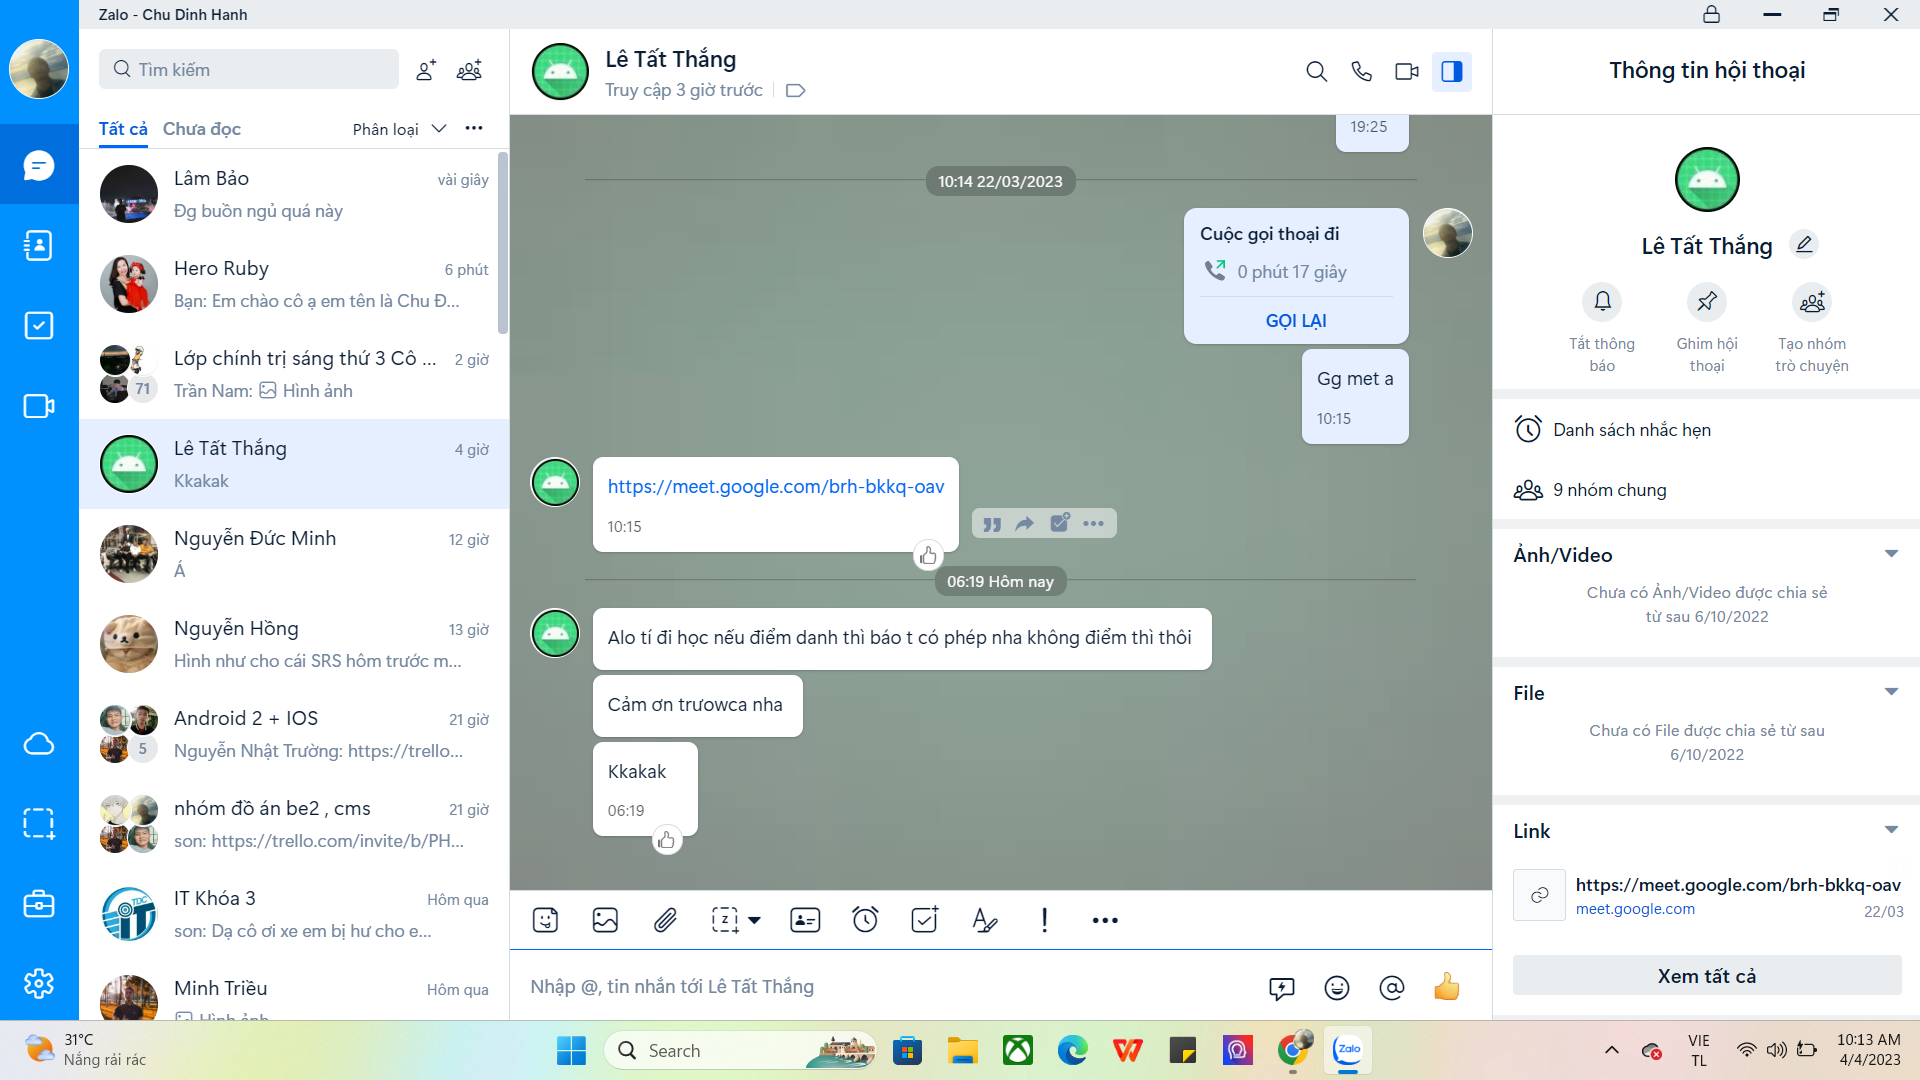 Zalo - Chu Dinh Hanh
Tìm kiếm
Tất cả
Chưa đọc
Phân loại
Lâm Bảo
vài giây
Đg buồn ngủ quá này
Hero Ruby
6 phút
Bạn: Em chào cô ạ em tên là Chu Đ...
Lớp chính trị sáng thứ 3 Cô ...
2 giờ
71
Trần Nam: Hình ảnh
Lê Tất Thắng
4 giờ
Kkakak
Nguyễn Đức Minh
12 giờ
Á
Nguyễn Hồng
13 giờ
Hình như cho cái SRS hôm trước m...
Android 2 + IOS
21 giờ
5
Nguyễn Nhật Trường: https://trello...
nhóm đồ án be2 , cms
21 giờ
son: https://trello.com/invite/b/PH...
IT Khóa 3
Hôm qua
son: Dạ cô ơi xe em bị hư cho e...
Minh Triều
Hôm qua
Hình ảnh
Lê Tất Thắng
Truy cập 3 giờ trước
19:25
10:14 22/03/2023
Cuộc gọi thoại đi
0 phút 17 giây
GỌI LẠI
Gg met a
10:15
https://meet.google.com/brh-bkkq-oav
10:15
06:19 Hôm nay
Alo tí đi học nếu điểm danh thì báo t có phép nha không điểm thì thôi
Cảm ơn trưowca nha
Kkakak
06:19
Nhập @, tin nhắn tới Lê Tất Thắng
Thông tin hội thoại
Lê Tất Thắng
Tắt thông
báo
Ghim hội
thoại
Tạo nhóm
trò chuyện
Danh sách nhắc hẹn
9 nhóm chung
Ảnh/Video
Chưa có Ảnh/Video được chia sẻ
từ sau 6/10/2022
File
Chưa có File được chia sẻ từ sau
6/10/2022
Link
https://meet.google.com/brh-bkkq-oav
meet.google.com
22/03
Xem tất cả
31°C
Nắng rải rác
Search
Zalo
VIE
TL
10:13 AM
4/4/2023